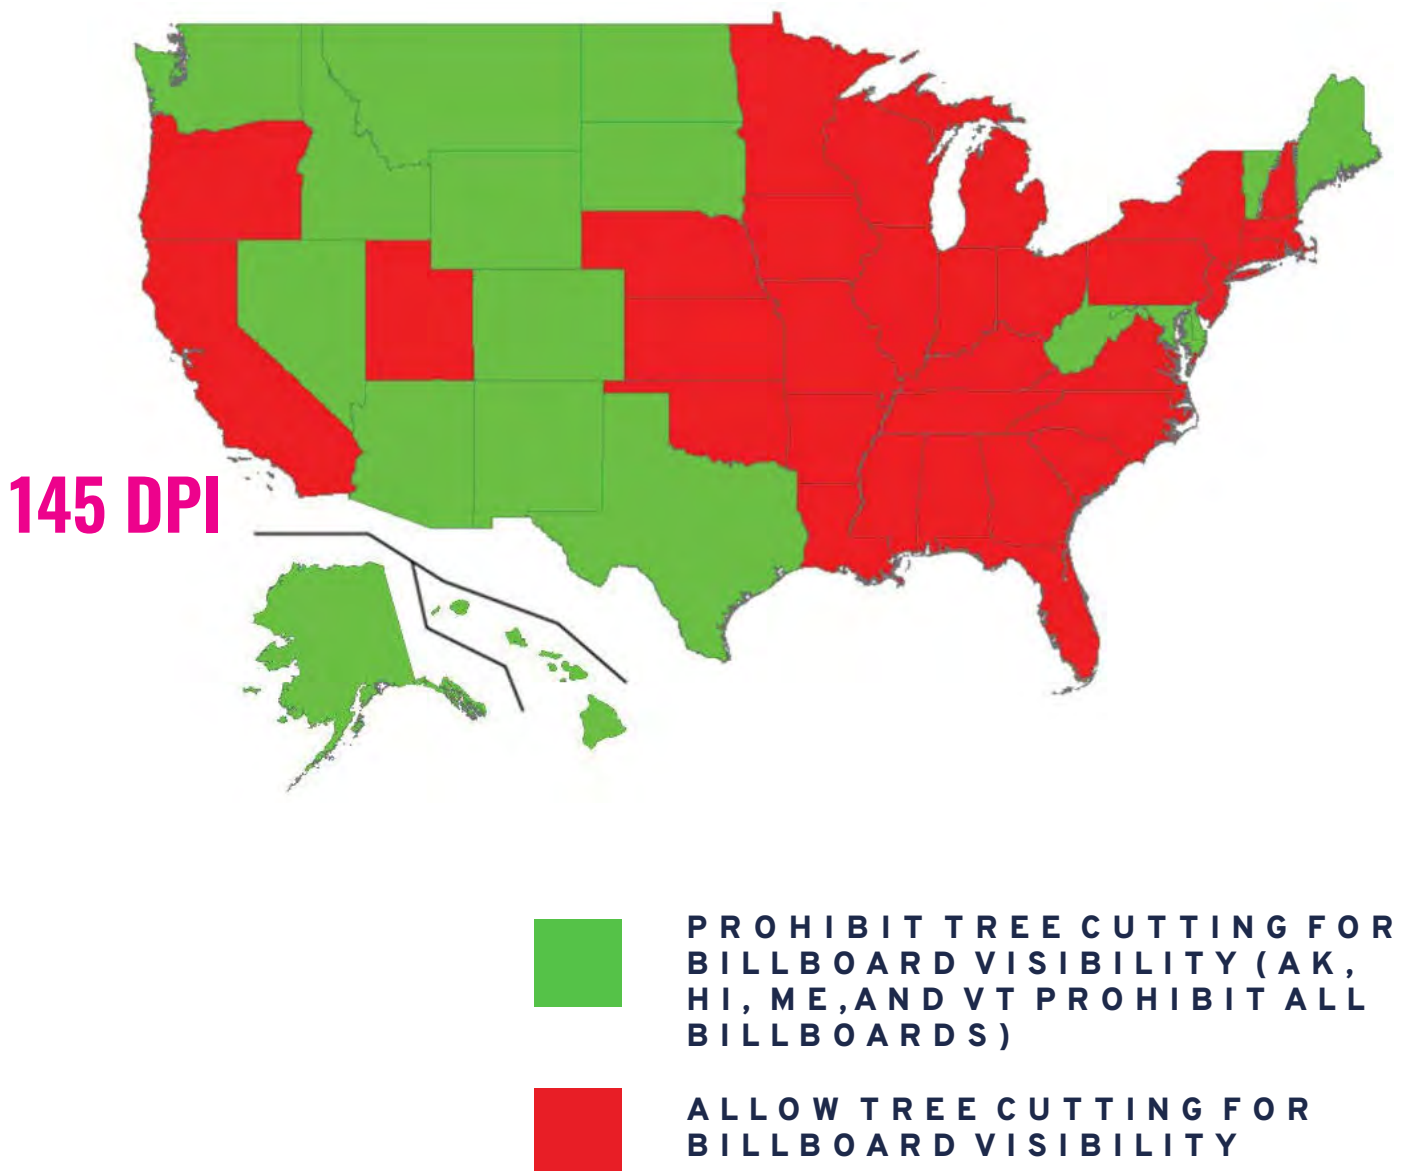 145 DPI
PROHIBIT TREE CUTTING FOR
BILLBOARD VISIBILITY (AK,
HI, ME,AND VT PROHIBIT ALL
BILLBOARDS)
ALLOW TREE CUTTING FOR
BILLBOARD VISIBILITY